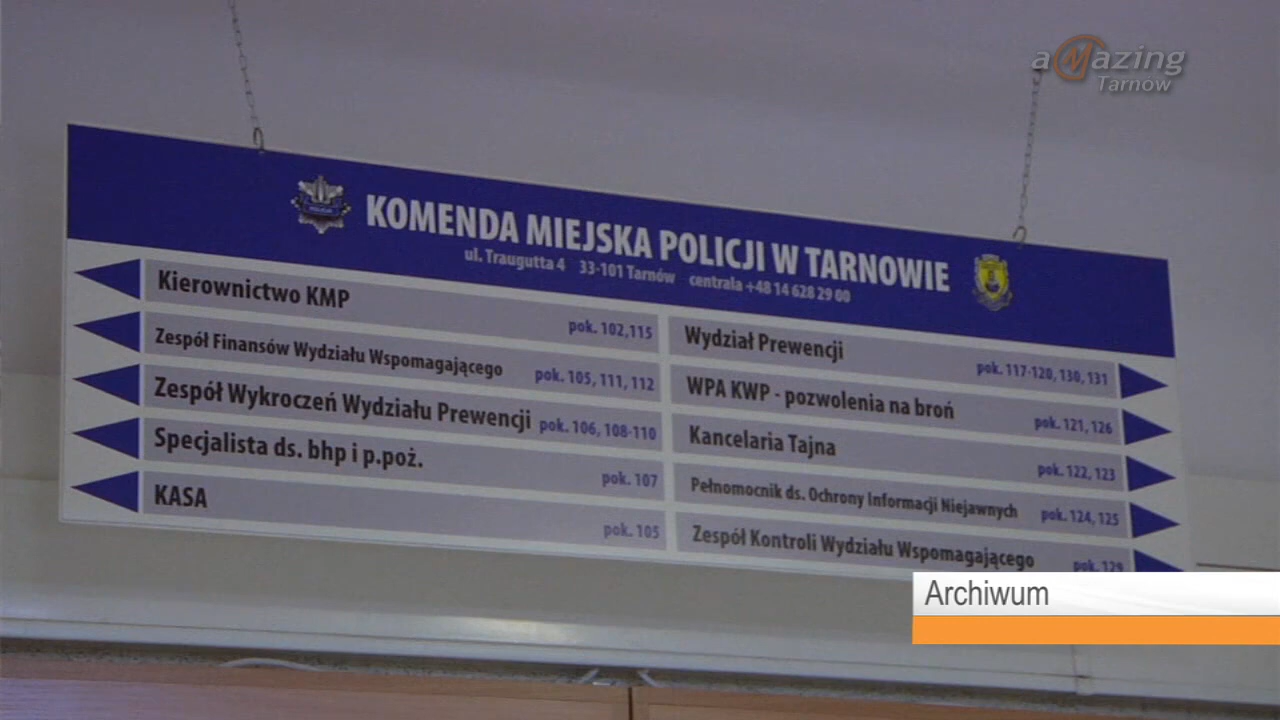 aMazing
Tarnów
POLICJA
KOMENDA MIEJSKA POLICJI W TARNOWIE
ul. Traugutta 4 33-101 Tarnów centrala +48 14 628 29 00
Kierownictwo KMP pok. 102,115
Zespół Finansów Wydziału Wspomagającego pok. 105, 111, 112
Zespół Wykroczeń Wydziału Prewencji pok. 106, 108-110
Specjalista ds. bhp i p.poż. pok. 107
KASA pok. 105
Wydział Prewencji pok. 117-120, 130, 131
WPA KWP - pozwolenia na broń pok. 121, 126
Kancelaria Tajna pok. 122, 123
Pełnomocnik ds. Ochrony Informacji Niejawnych pok. 124, 125
Zespół Kontroli Wydziału Wspomagającego pok. 129
Archiwum